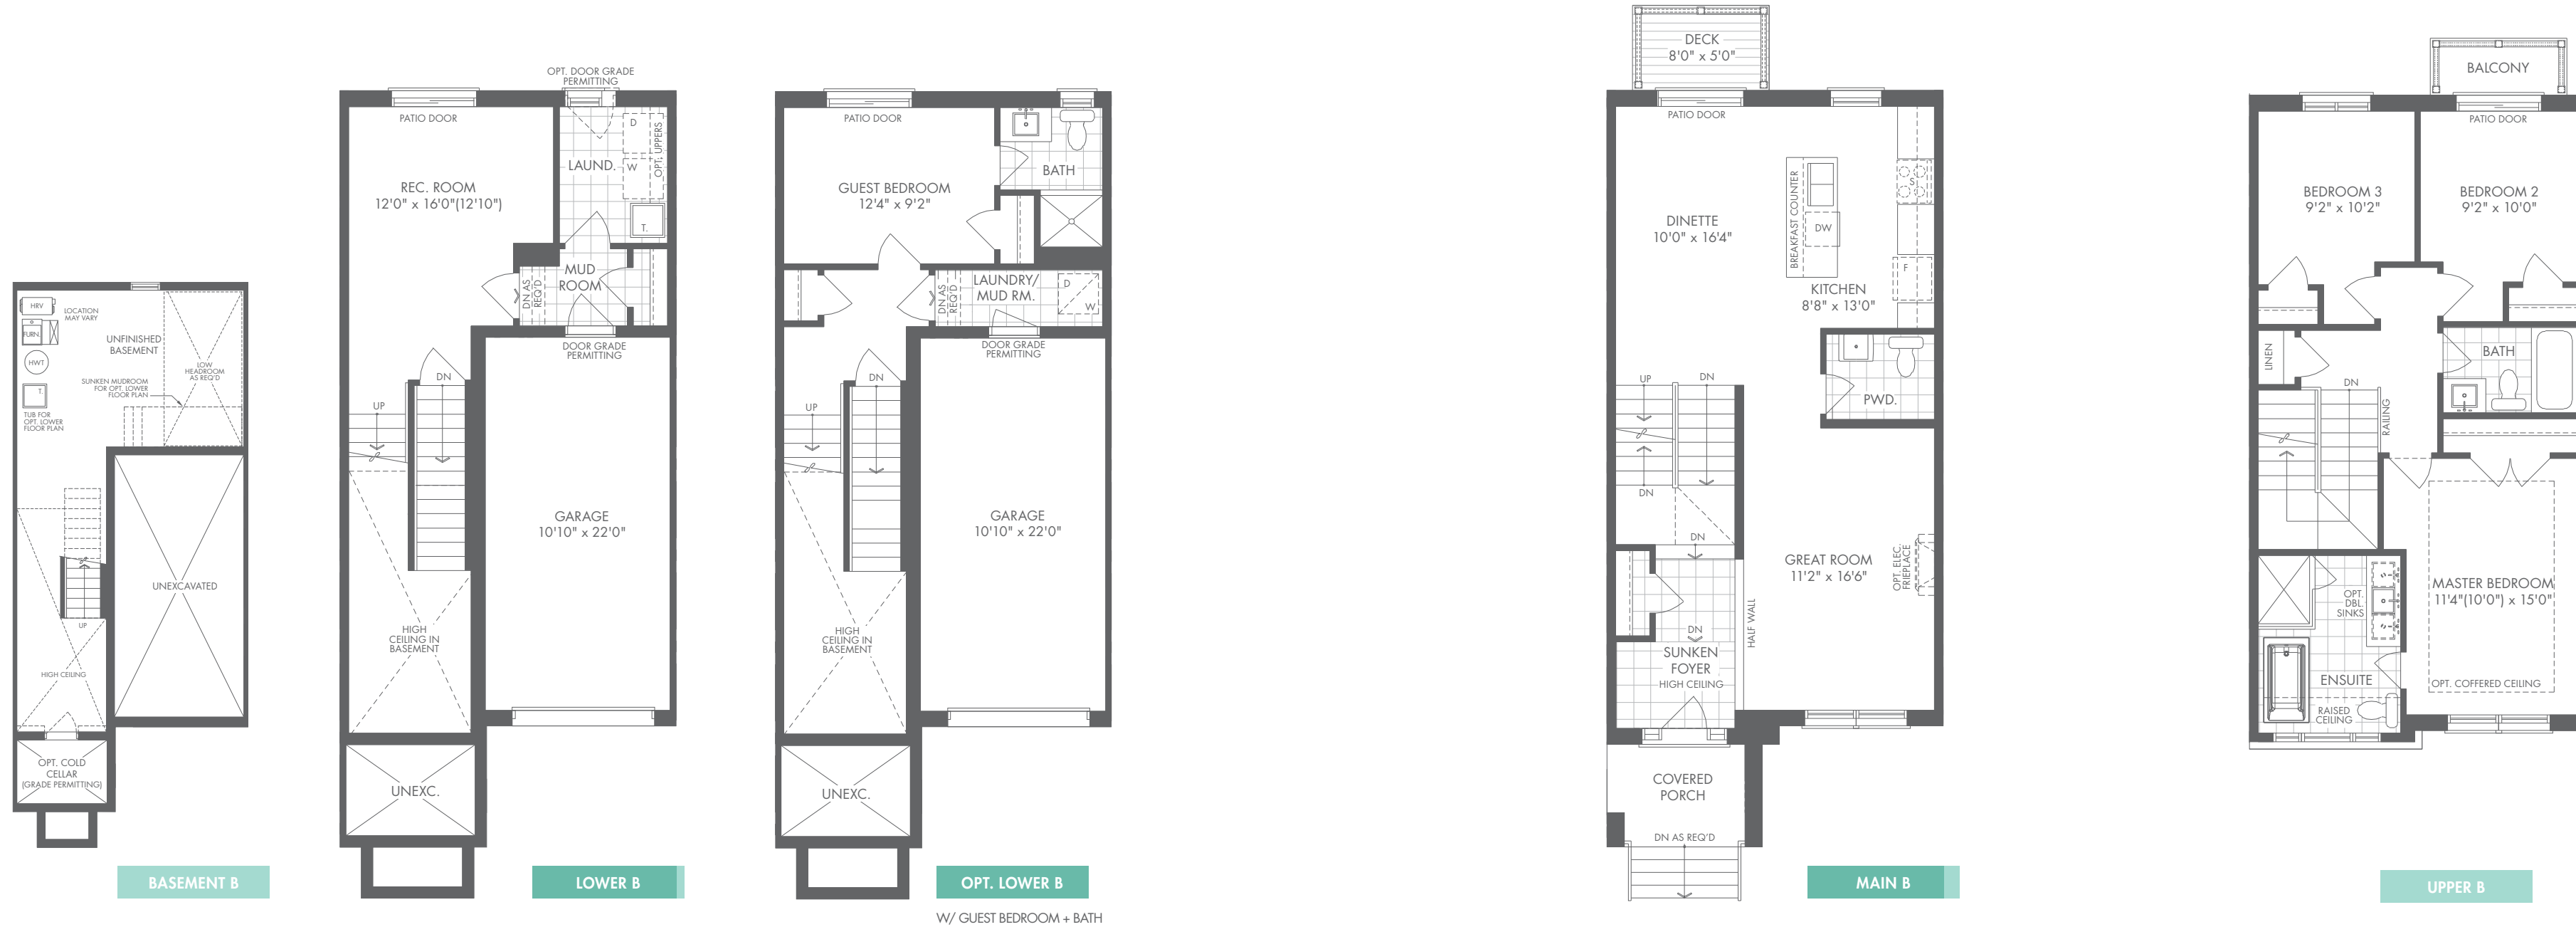 HRV
LOCATION
MAY VARY
FURN.
UNFINISHED
BASEMENT
HWT
LOW
HEADROOM
AS REQ'D
SUNKEN MUDROOM
FOR OPT. LOWER
FLOOR PLAN
T.
TUB FOR
OPT. LOWER
FLOOR PLAN
UNEXCAVATED
UP
HIGH CEILING
OPT. COLD
CELLAR
(GRADE PERMITTING)
BASEMENT B
OPT. DOOR GRADE
PERMITTING
PATIO DOOR
D
OPT. UPPERS
LAUND.
W
REC. ROOM
12'0" x 16'0"(12'10")
T.
MUD
ROOM
DN AS
REQ'D
DOOR GRADE
PERMITTING
DN
UP
GARAGE
10'10" x 22'0"
HIGH
CEILING IN
BASEMENT
UNEXC.
LOWER B
PATIO DOOR
BATH
GUEST BEDROOM
12'4" x 9'2"
LAUNDRY/
MUD RM.
D
W
DN AS
REQ'D
DOOR GRADE
PERMITTING
DN
UP
GARAGE
10'10" x 22'0"
HIGH
CEILING IN
BASEMENT
UNEXC.
OPT. LOWER B
W/ GUEST BEDROOM + BATH
DECK
8'0" x 5'0"
PATIO DOOR
BREAKFAST COUNTER
S
DINETTE
10'0" x 16'4"
DW
F
KITCHEN
8'8" x 13'0"
UP
DN
PWD.
DN
DN
GREAT ROOM
11'2" x 16'6"
OPT. ELEC.
FRIEPLACE
HALF WALL
DN
SUNKEN
FOYER
HIGH CEILING
COVERED
PORCH
DN AS REQ'D
MAIN B
BALCONY
PATIO DOOR
BEDROOM 3
9'2" x 10'2"
BEDROOM 2
9'2" x 10'0"
LINEN
BATH
DN
RAILING
MASTER BEDROOM
11'4"(10'0") x 15'0"
OPT.
DBL.
SINKS
ENSUITE
OPT. COFFERED CEILING
RAISED
CEILING
UPPER B